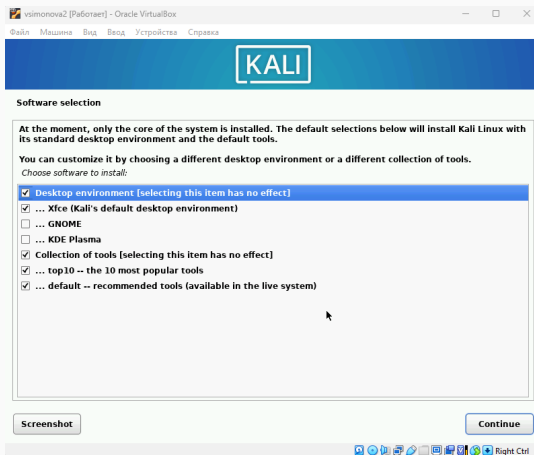 vsimonova2 [Работает] - Oracle VirtualBox
Файл Машина Вид Ввод Устройства Справка
KALI
Software selection
At the moment, only the core of the system is installed. The default selections below will install Kali Linux with
its standard desktop environment and the default tools.
You can customize it by choosing a different desktop environment or a different collection of tools.
Choose software to install:
Desktop environment [selecting this item has no effect]
... Xfce (Kali's default desktop environment)
... GNOME
... KDE Plasma
Collection of tools [selecting this item has no effect]
... top10 -- the 10 most popular tools
... default -- recommended tools (available in the live system)
Screenshot Continue
Right Ctrl